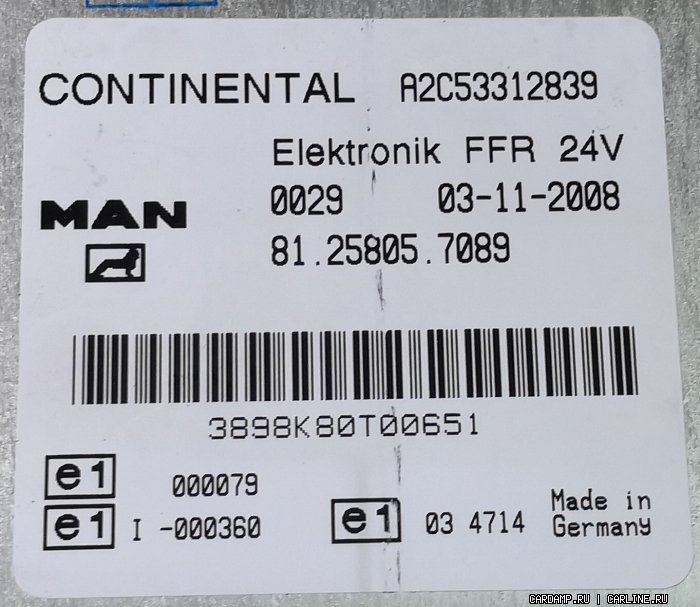 CONTINENTAL A2C53312839
Elektronik FFR 24V
MAN 0029 03-11-2008
81.25805.7089
3898K80T00651
e1 000079
e1 I -000360
e1 03 4714
Made in
Germany
CARDAMP.RU | CARLINE.RU